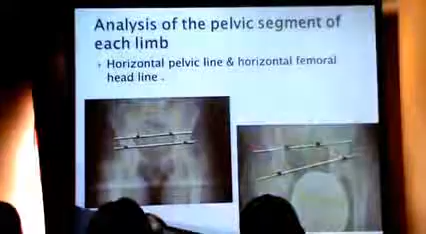 Analysis of the pelvic segment of
each limb
Horizontal pelvic line & horizontal femoral
head line .